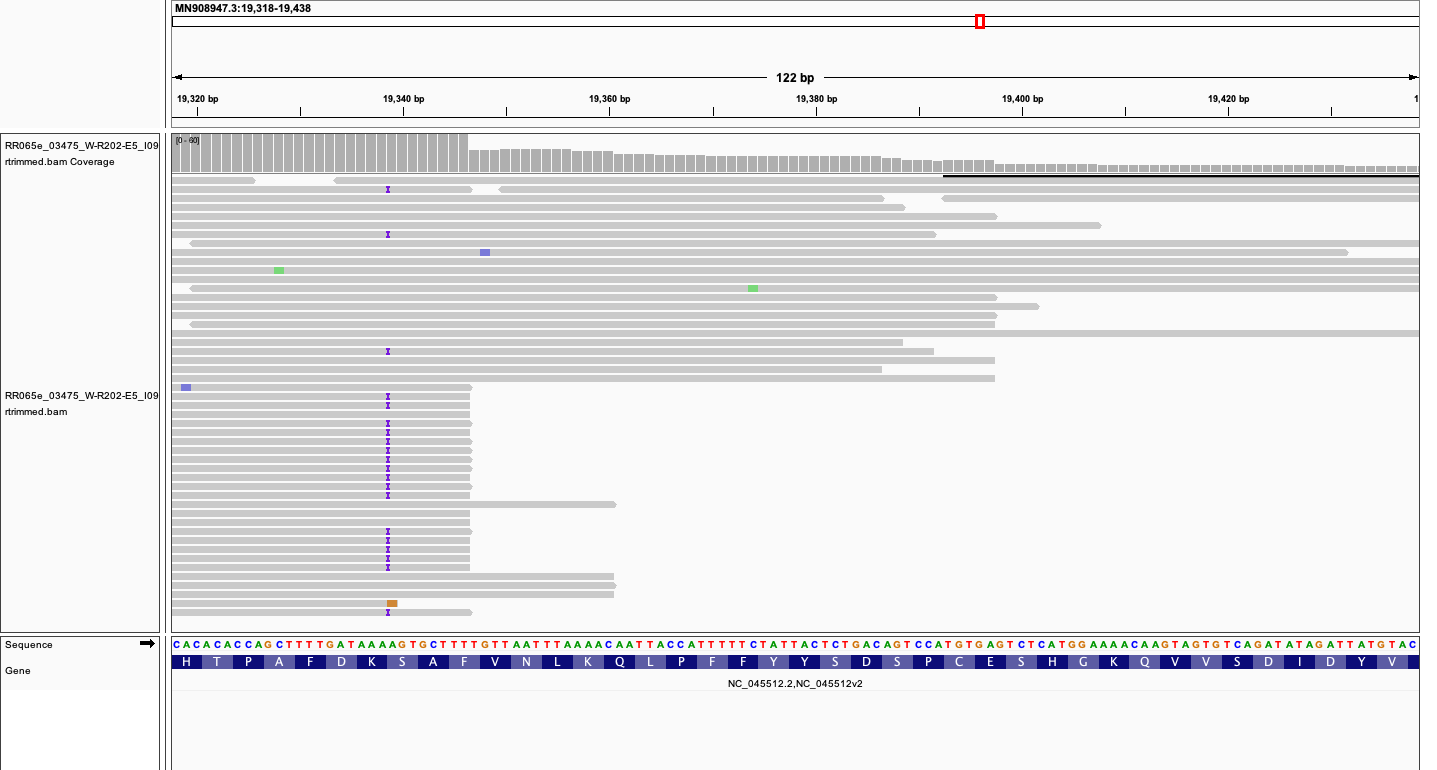 MN908947.3:19,318-19,438
122 bp
19,320 bp 19,340 bp 19,360 bp 19,380 bp 19,400 bp 19,420 bp 1
RR065e_03475_W-R202-E5_I09
rtrimmed.bam Coverage
[0 - 60]
RR065e_03475_W-R202-E5_I09
rtrimmed.bam
Sequence
CACACACCAGCTTTTGATAAAAGTGCTTTTGTTAATTTAAAACAATTACCATTTTTCTATTACTCTGACAGTCCATGTGAGTCTCATGGAAAACAAGTAGTGTCAGATATAGATTATGTAC
Gene
H T P A F D K S A F V N L K Q L P F F Y Y S D S P C E S H G K Q V V S D I D Y V
NC_045512.2,NC_045512v2